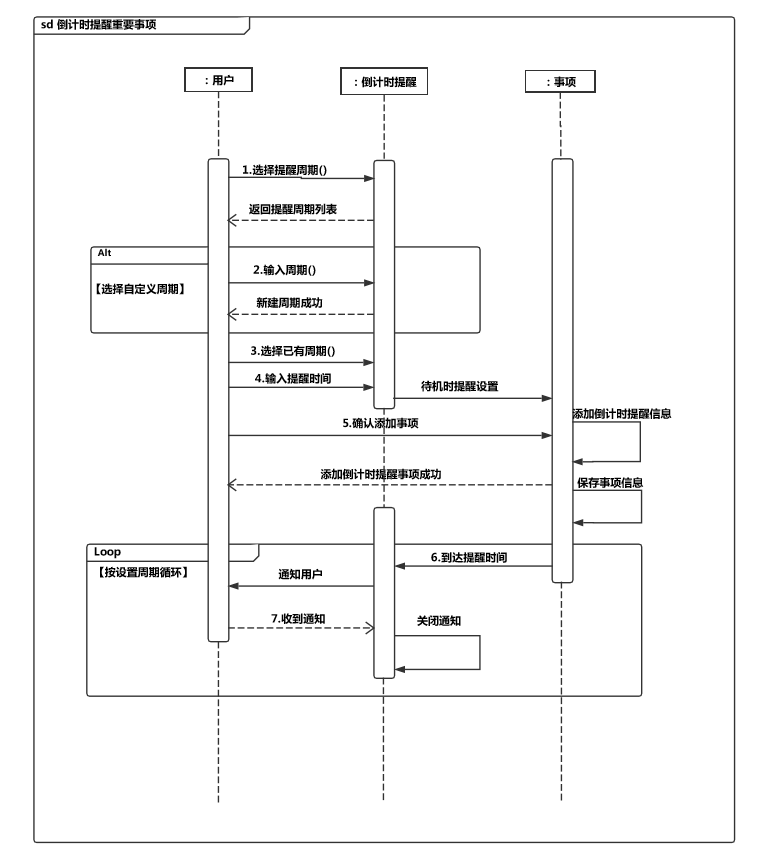 sd 倒计时提醒重要事项
：用户
：倒计时提醒
：事项
1.选择提醒周期()
返回提醒周期列表
Alt
【选择自定义周期】
2.输入周期()
新建周期成功
3.选择已有周期()
4.输入提醒时间
待机时提醒设置
添加倒计时提醒信息
5.确认添加事项
添加倒计时提醒事项成功
保存事项信息
Loop
【按设置周期循环】
6.到达提醒时间
通知用户
7.收到通知
关闭通知